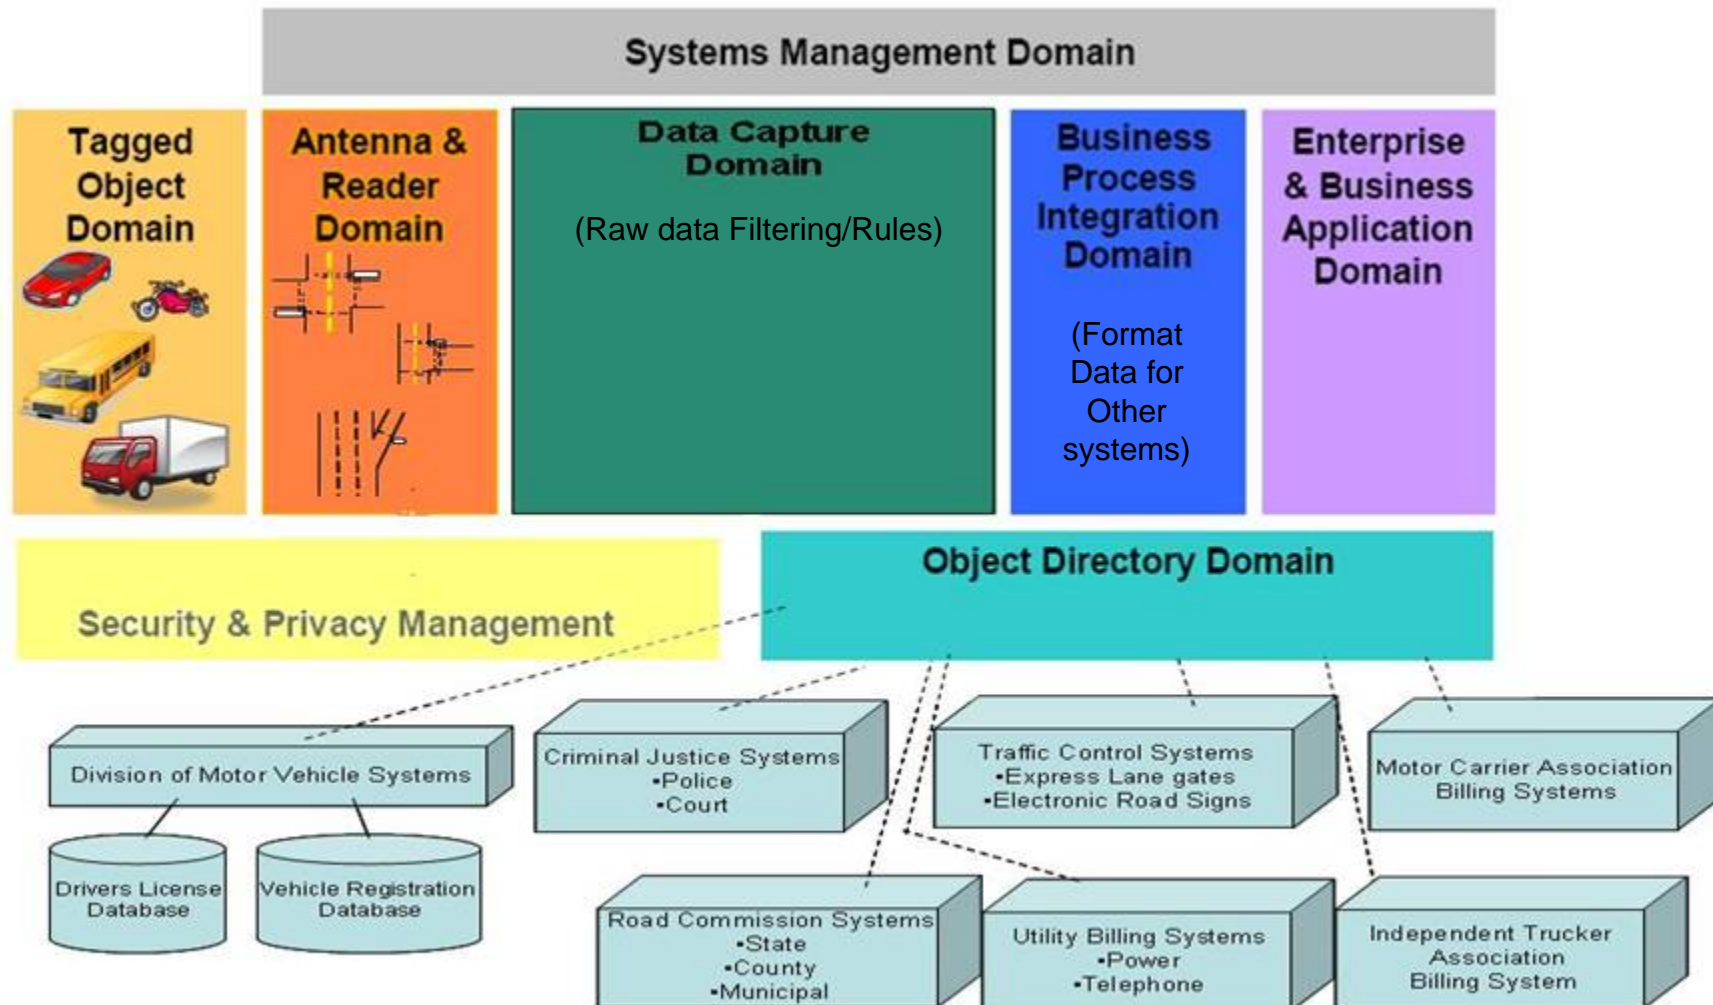 Systems Management Domain
Tagged
Object
Domain
Antenna &
Reader
Domain
Data Capture
Domain
(Raw data Filtering/Rules)
Business
Process
Integration
Domain
(Format
Data for
Other
systems)
Enterprise
& Business
Application
Domain
Security & Privacy Management
Object Directory Domain
Division of Motor Vehicle Systems
Drivers License
Database
Vehicle Registration
Database
Criminal Justice Systems
▪Police
▪Court
Traffic Control Systems
▪Express Lane gates
▪Electronic Road Signs
Motor Carrier Association
Billing Systems
Road Commission Systems
▪State
▪County
▪Municipal
Utility Billing Systems
▪Power
▪Telephone
Independent Trucker
Association
Billing System